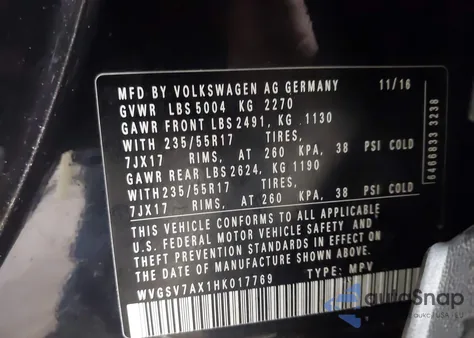 MFD BY VOLKSWAGEN AG GERMANY 11/16
GVWR LBS 5004 KG 2270
GAWR FRONT LBS 2491, KG 1130
WITH 235/55R17 TIRES,
7JX17 RIMS, AT 260 KPA, 38 PSI COLD
GAWR REAR LBS 2624, KG 1190
WITH 235/55R17 TIRES,
7JX17 RIMS, AT 260 KPA, 38 PSI COLD
THIS VEHICLE CONFORMS TO ALL APPLICABLE
U.S. FEDERAL MOTOR VEHICLE SAFETY AND
THEFT PREVENTION STANDARDS IN EFFECT ON
THE DATE OF MANUFACTURE SHOWN ABOVE.
WVGSV7AX1HK017769 TYPE: MPV
6466833 3238
autoSnap